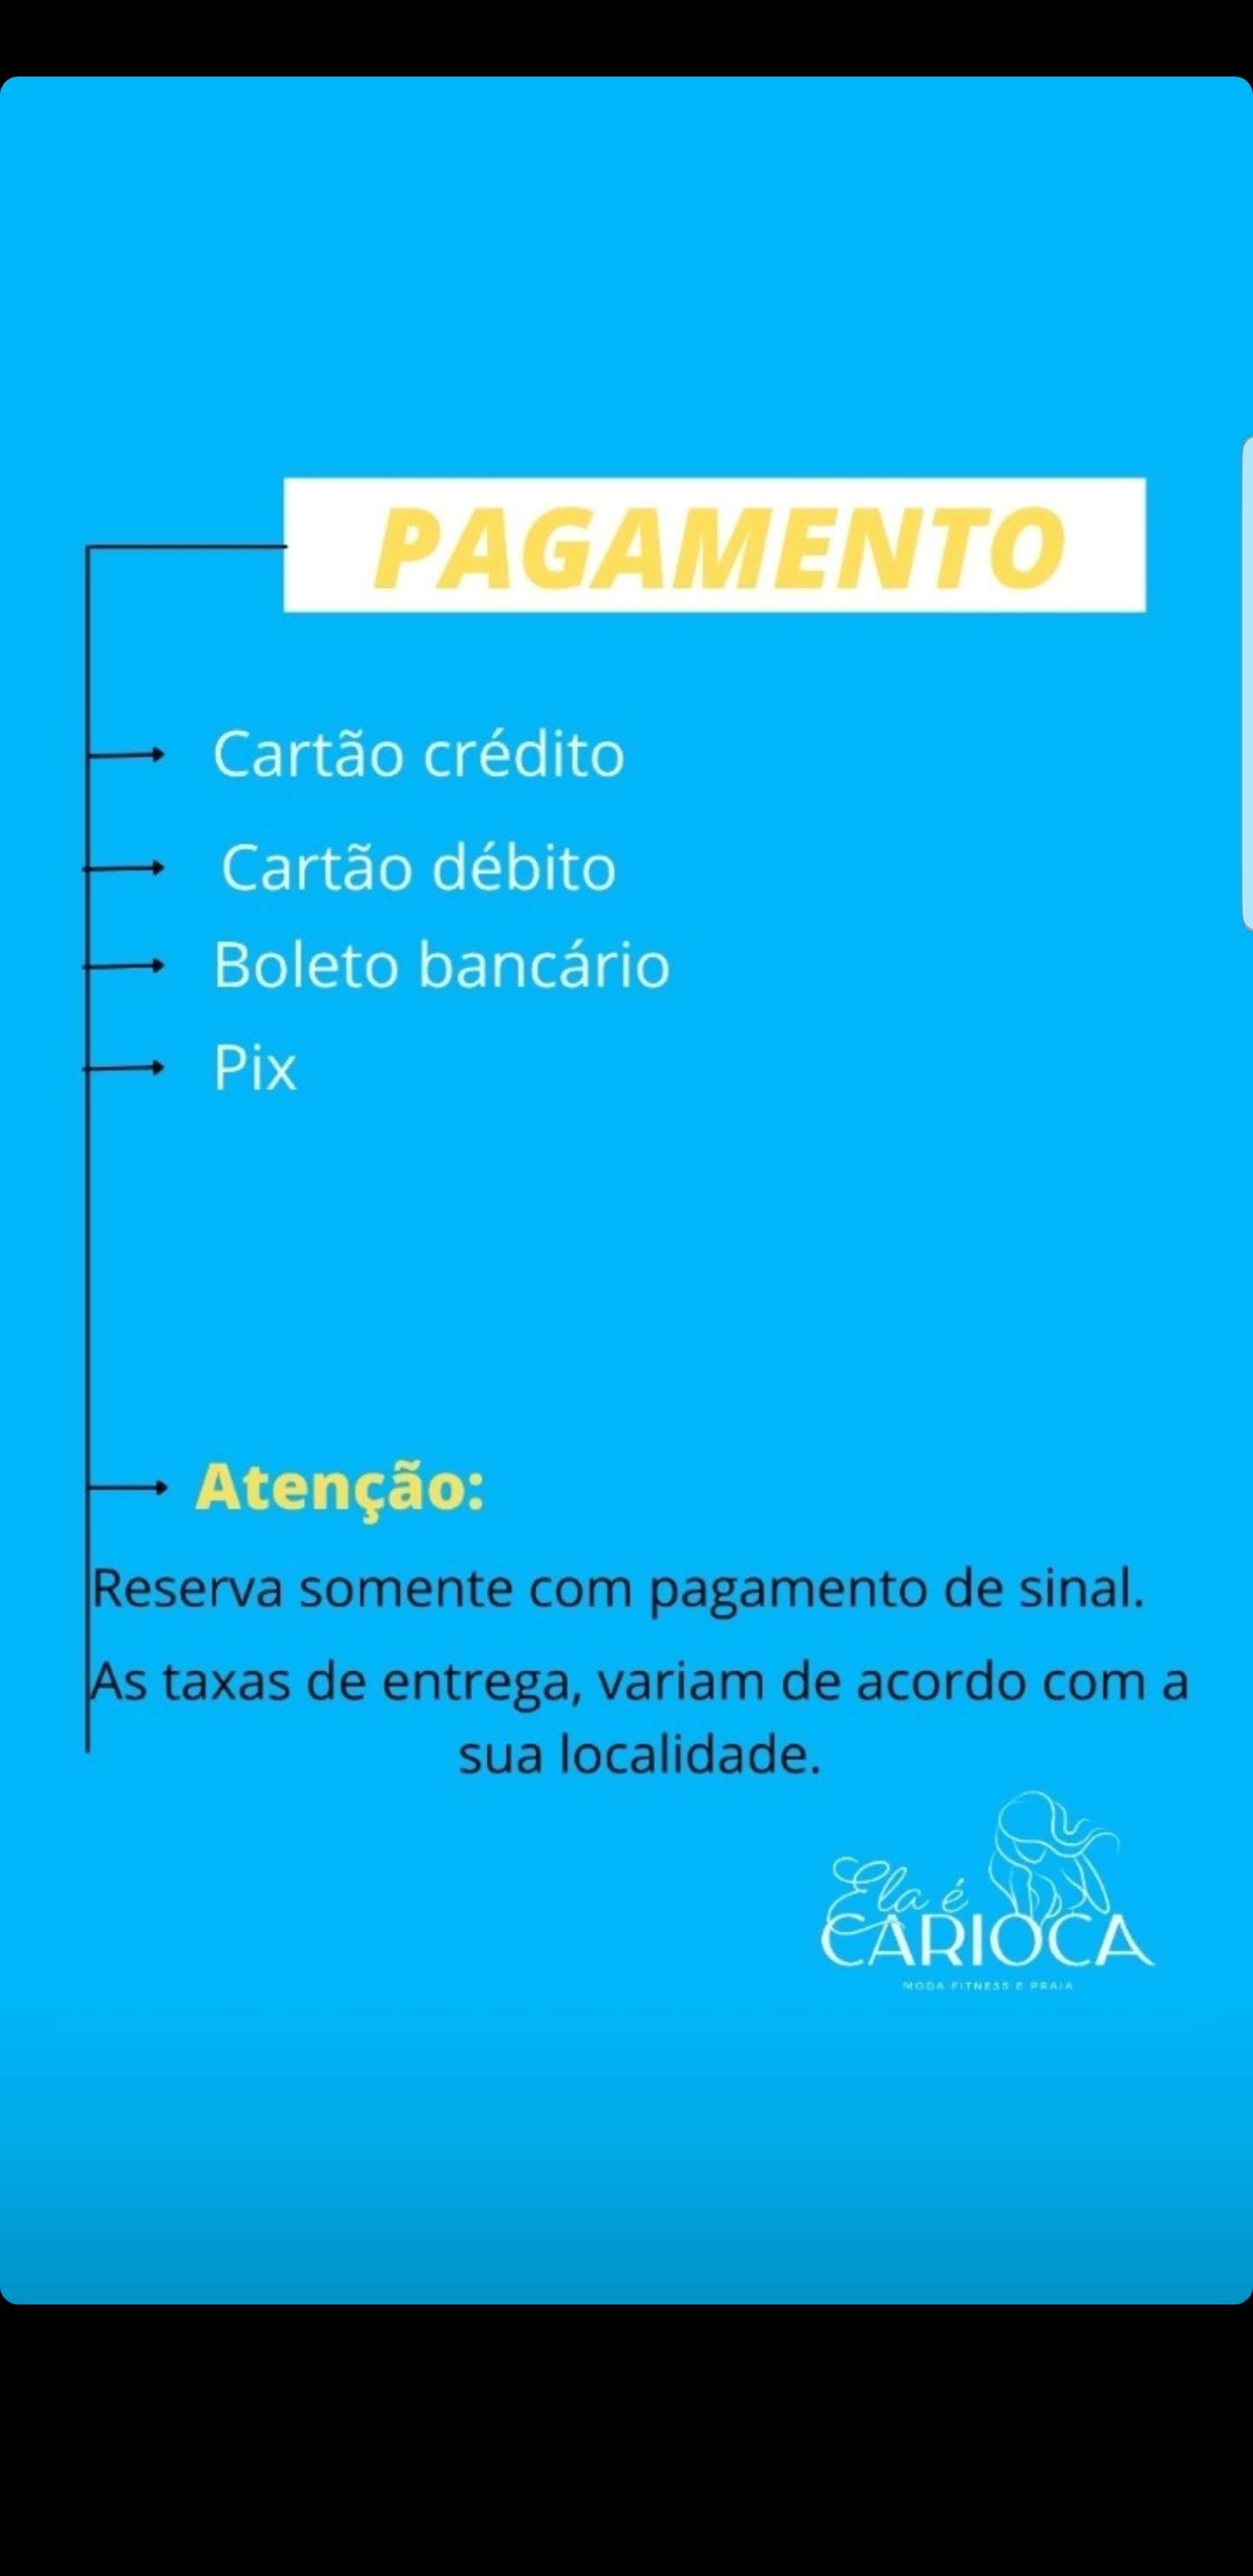 PAGAMENTO
Cartão crédito
Cartão débito
Boleto bancário
Pix
Atenção:
Reserva somente com pagamento de sinal.
As taxas de entrega, variam de acordo com a
sua localidade.
Ela é
CARIOCA
MODA FITNESS E PRAIA